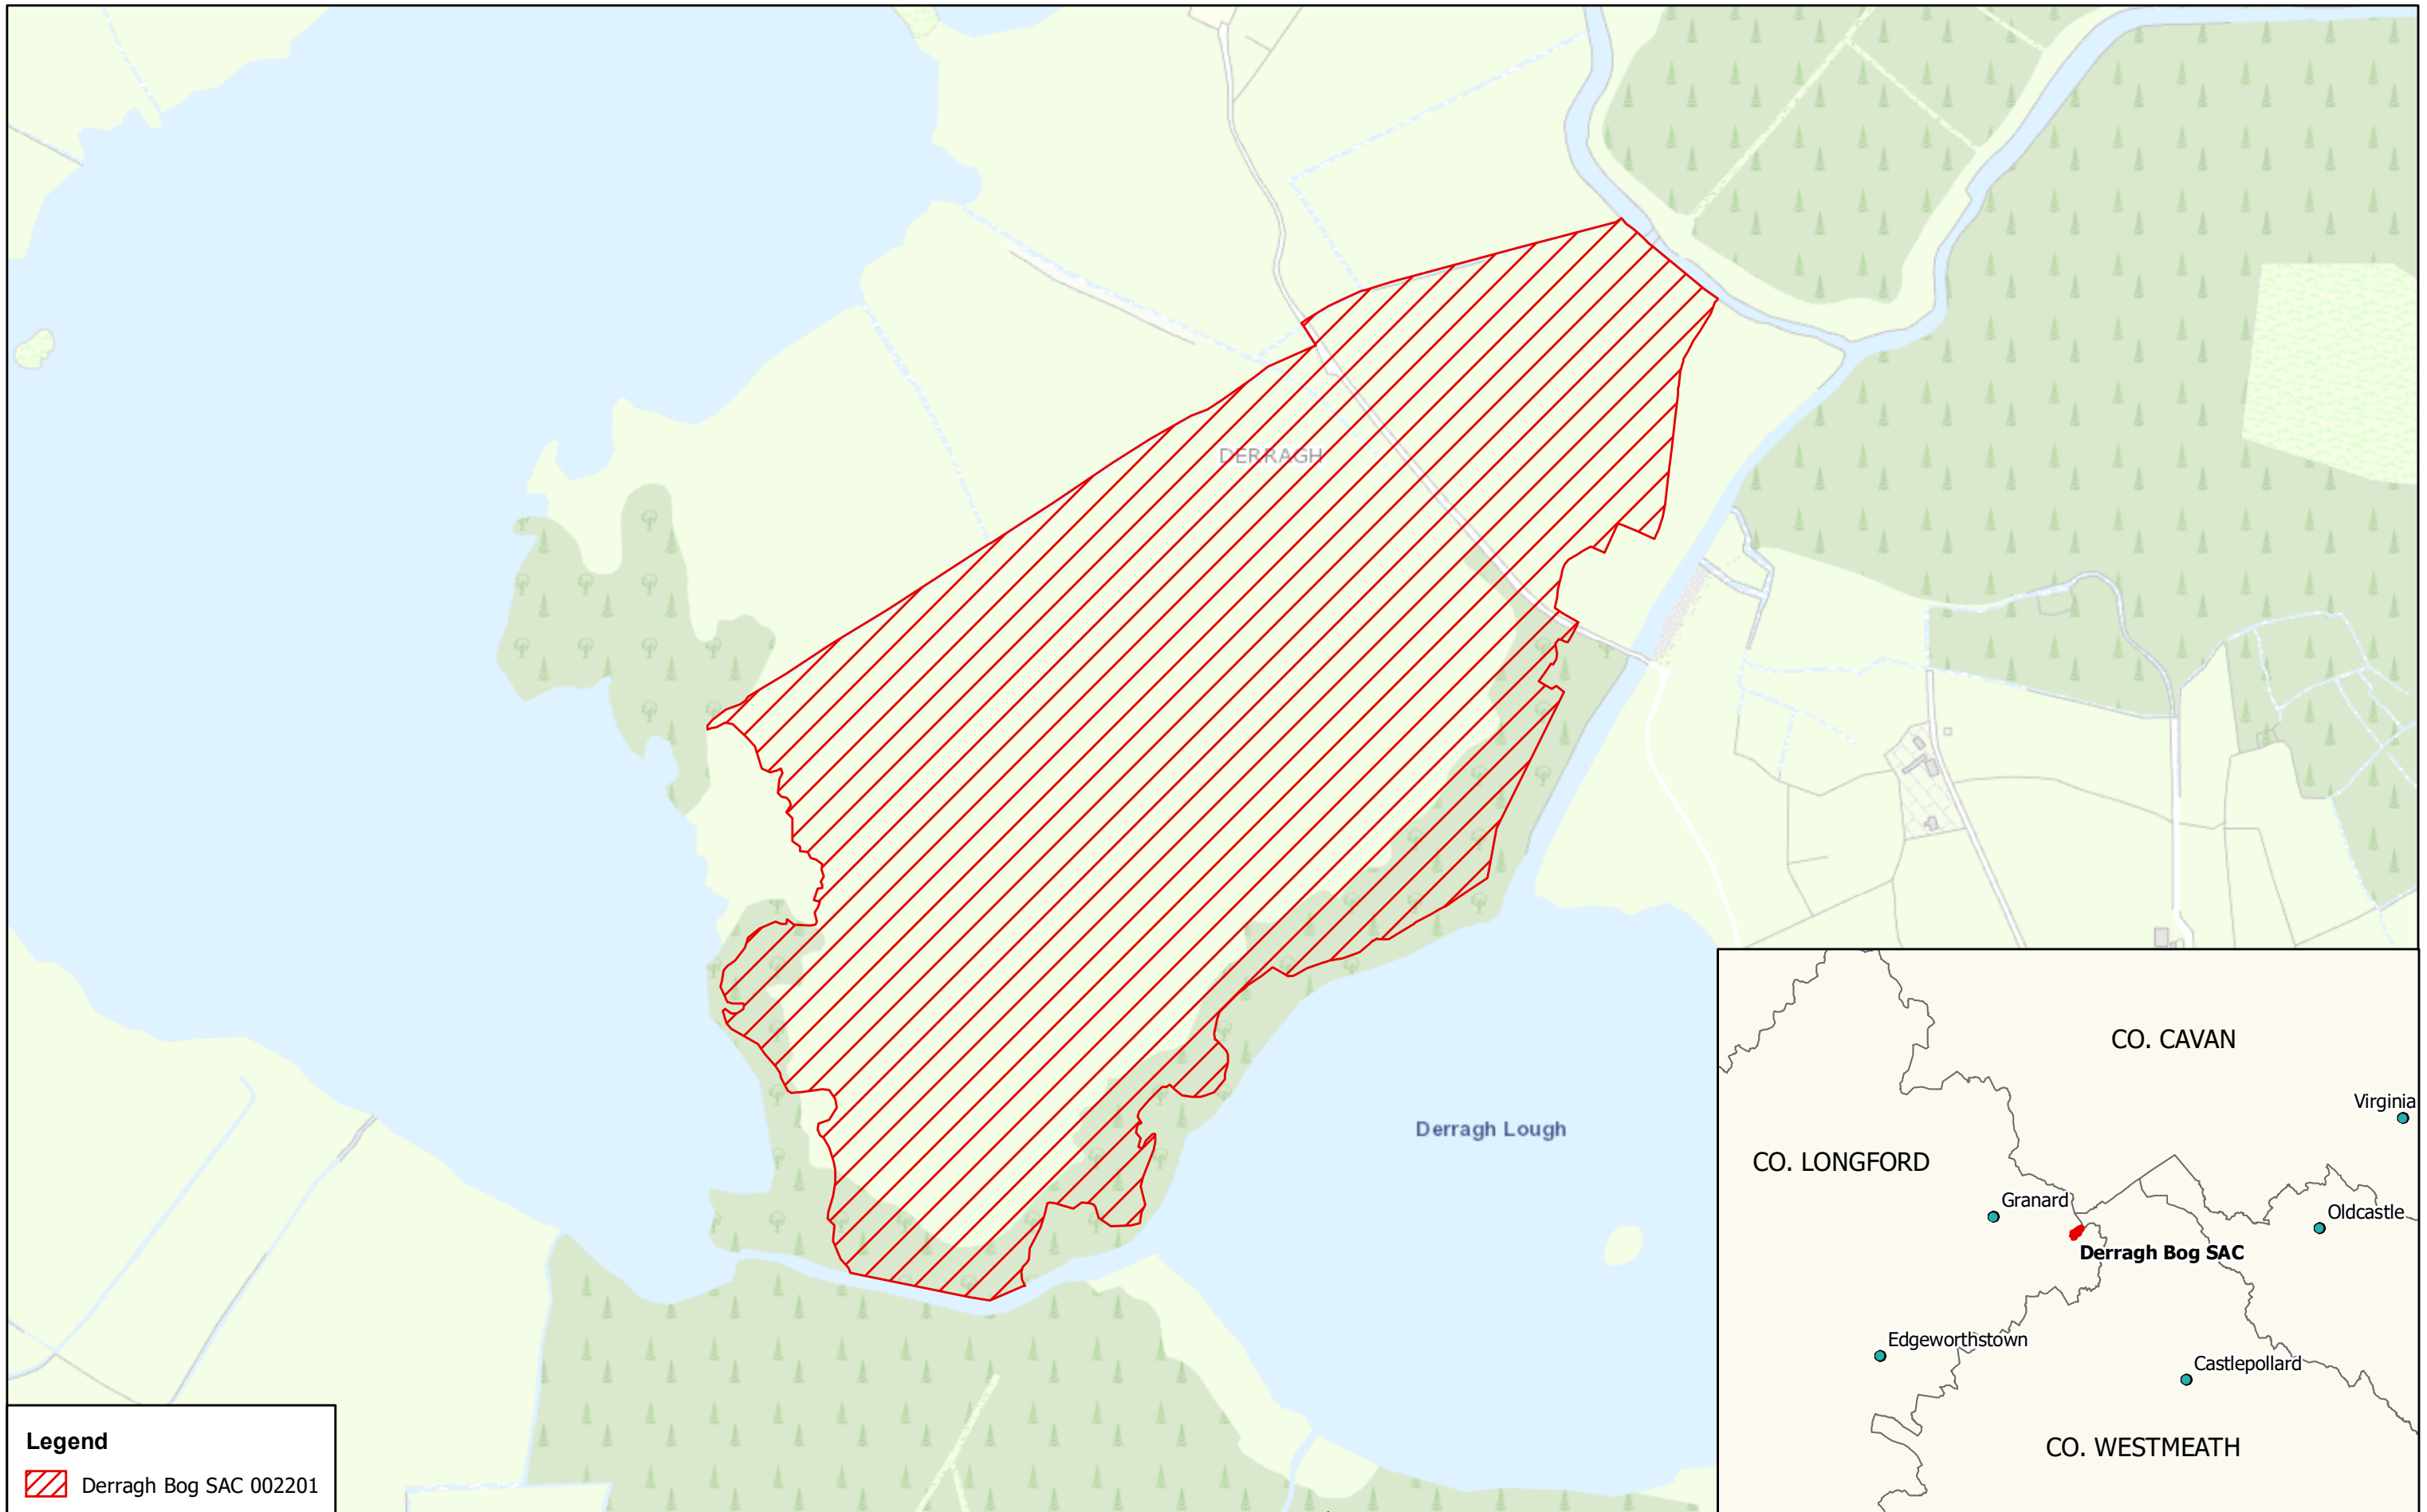 DERRAGH
Derragh Lough
CO. CAVAN
Virginia
CO. LONGFORD
Granard
Oldcastle
Derragh Bog SAC
Edgeworthstown
Castlepollard
CO. WESTMEATH
Legend
Derragh Bog SAC 002201